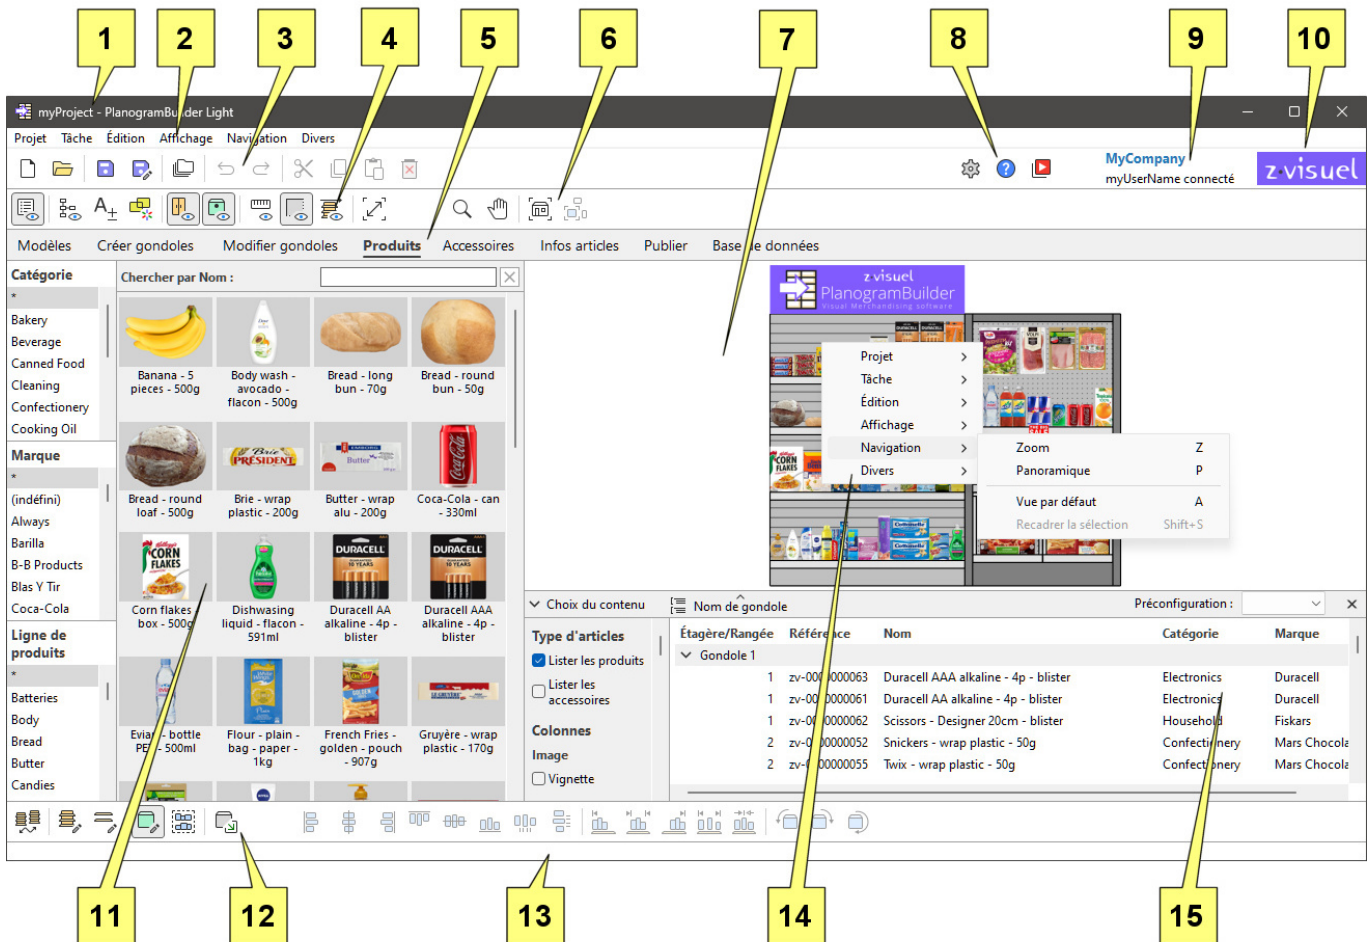 1 2 3 4 5 6 7 8 9 10
myProject - PlanogramBuilder Light
Projet Tâche Édition Affichage Navigation Divers
MyCompany
myUserName connecté
z·visuel
Modèles Créer gondoles Modifier gondoles Produits Accessoires Infos articles Publier Base de données
Catégorie
*
Bakery
Beverage
Canned Food
Cleaning
Confectionery
Cooking Oil
Marque
*
(indéfini)
Always
Barilla
B-B Products
Blas Y Tir
Coca-Cola
Ligne de
produits
*
Batteries
Body
Bread
Butter
Candies
Chercher par Nom :
Banana - 5
pieces - 500g
Body wash -
avocado -
flacon - 500g
Bread - long
bun - 70g
Bread - round
bun - 50g
Bread - round
loaf - 500g
Brie - wrap
plastic - 200g
Butter - wrap
alu - 200g
Coca-Cola - can
- 330ml
Corn flakes -
box - 500g
Dishwasing
liquid - flacon -
591ml
Duracell AA
alkaline - 4p -
blister
Duracell AAA
alkaline - 4p -
blister
Evian - bottle
PET - 500ml
Flour - plain -
bag - paper -
1kg
French Fries -
golden - pouch
- 907g
Gruyère - wrap
plastic - 170g
z·visuel
PlanogramBuilder
Visual Merchandising software
Projet
Tâche
Édition
Affichage
Navigation
Divers
Zoom Z
Panoramique P
Vue par défaut A
Recadrer la sélection Shift+S
Choix du contenu
Nom de gondole
Préconfiguration :
Type d'articles
Lister les produits
Lister les
accessoires
Colonnes
Image
Vignette
Étagère/Rangée Référence Nom Catégorie Marque
Gondole 1
1 zv-0000000063 Duracell AAA alkaline - 4p - blister Electronics Duracell
1 zv-0000000061 Duracell AA alkaline - 4p - blister Electronics Duracell
1 zv-0000000062 Scissors - Designer 20cm - blister Household Fiskars
2 zv-0000000052 Snickers - wrap plastic - 50g Confectionery Mars Chocola
2 zv-0000000055 Twix - wrap plastic - 50g Confectionery Mars Chocola
11 12 13 14 15